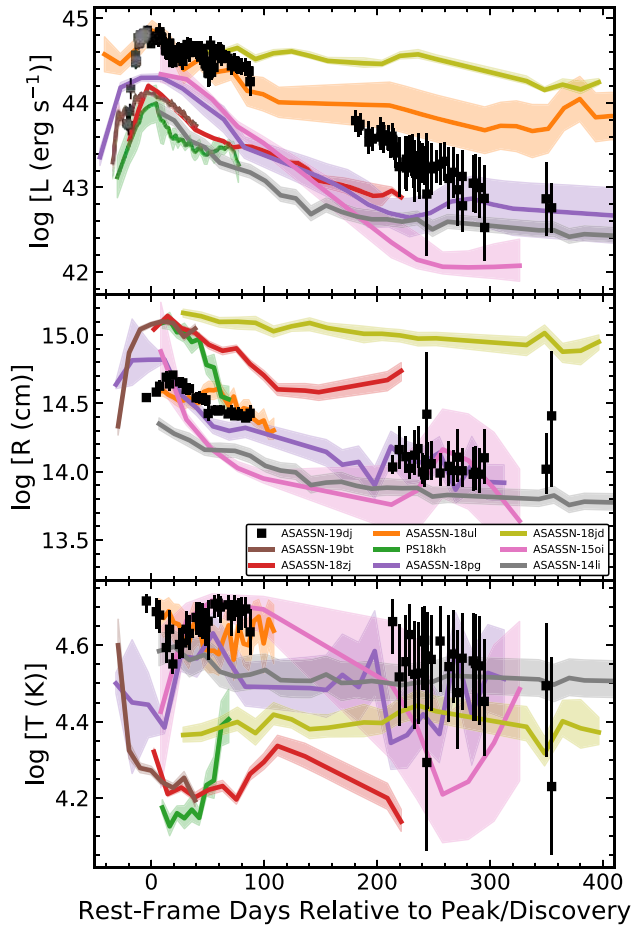 45
44
43
42
log [L (erg s⁻¹)]
15.0
14.5
14.0
13.5
log [R (cm)]
ASASSN-19dj
ASASSN-19bt
ASASSN-18zj
ASASSN-18ul
PS18kh
ASASSN-18pg
ASASSN-18jd
ASASSN-15oi
ASASSN-14li
4.6
4.4
4.2
log [T (K)]
0 100 200 300 400
Rest-Frame Days Relative to Peak/Discovery